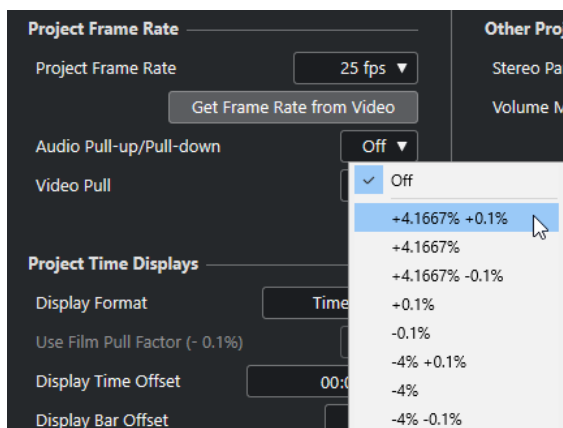 Project Frame Rate
Other Proj
Project Frame Rate
25 fps
Stereo Pa
Get Frame Rate from Video
Volume M
Audio Pull-up/Pull-down
Off
Video Pull
Off
+4.1667% +0.1%
+4.1667%
+4.1667% -0.1%
+0.1%
-0.1%
-4% +0.1%
-4%
-4% -0.1%
Project Time Displays
Display Format
Time
Use Film Pull Factor (- 0.1%)
Display Time Offset
00:0
Display Bar Offset